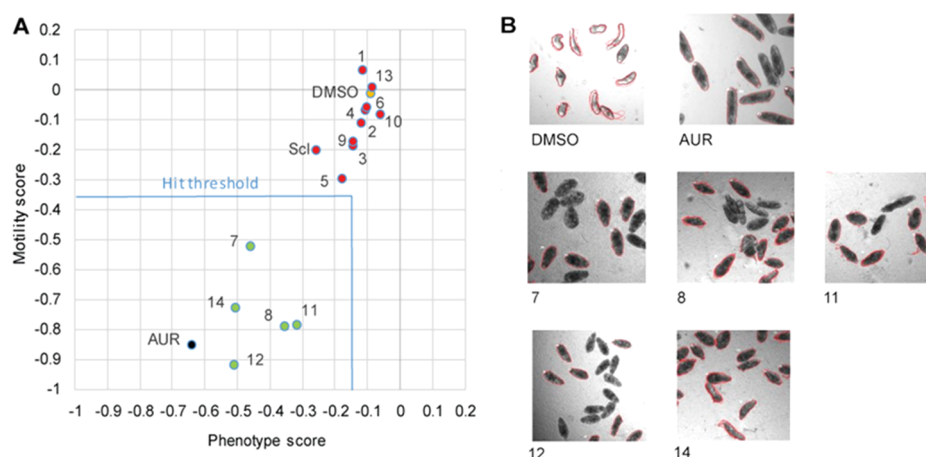 A
B
0.2
0.1
0
-0.1
-0.2
-0.3
-0.4
-0.5
-0.6
-0.7
-0.8
-0.9
-1
Motility score
1
13
DMSO
6
4
10
2
9
3
Scl
5
Hit threshold
7
14
8
11
AUR
12
-1 -0.9 -0.8 -0.7 -0.6 -0.5 -0.4 -0.3 -0.2 -0.1 0 0.1 0.2
Phenotype score
DMSO AUR
7 8 11
12 14